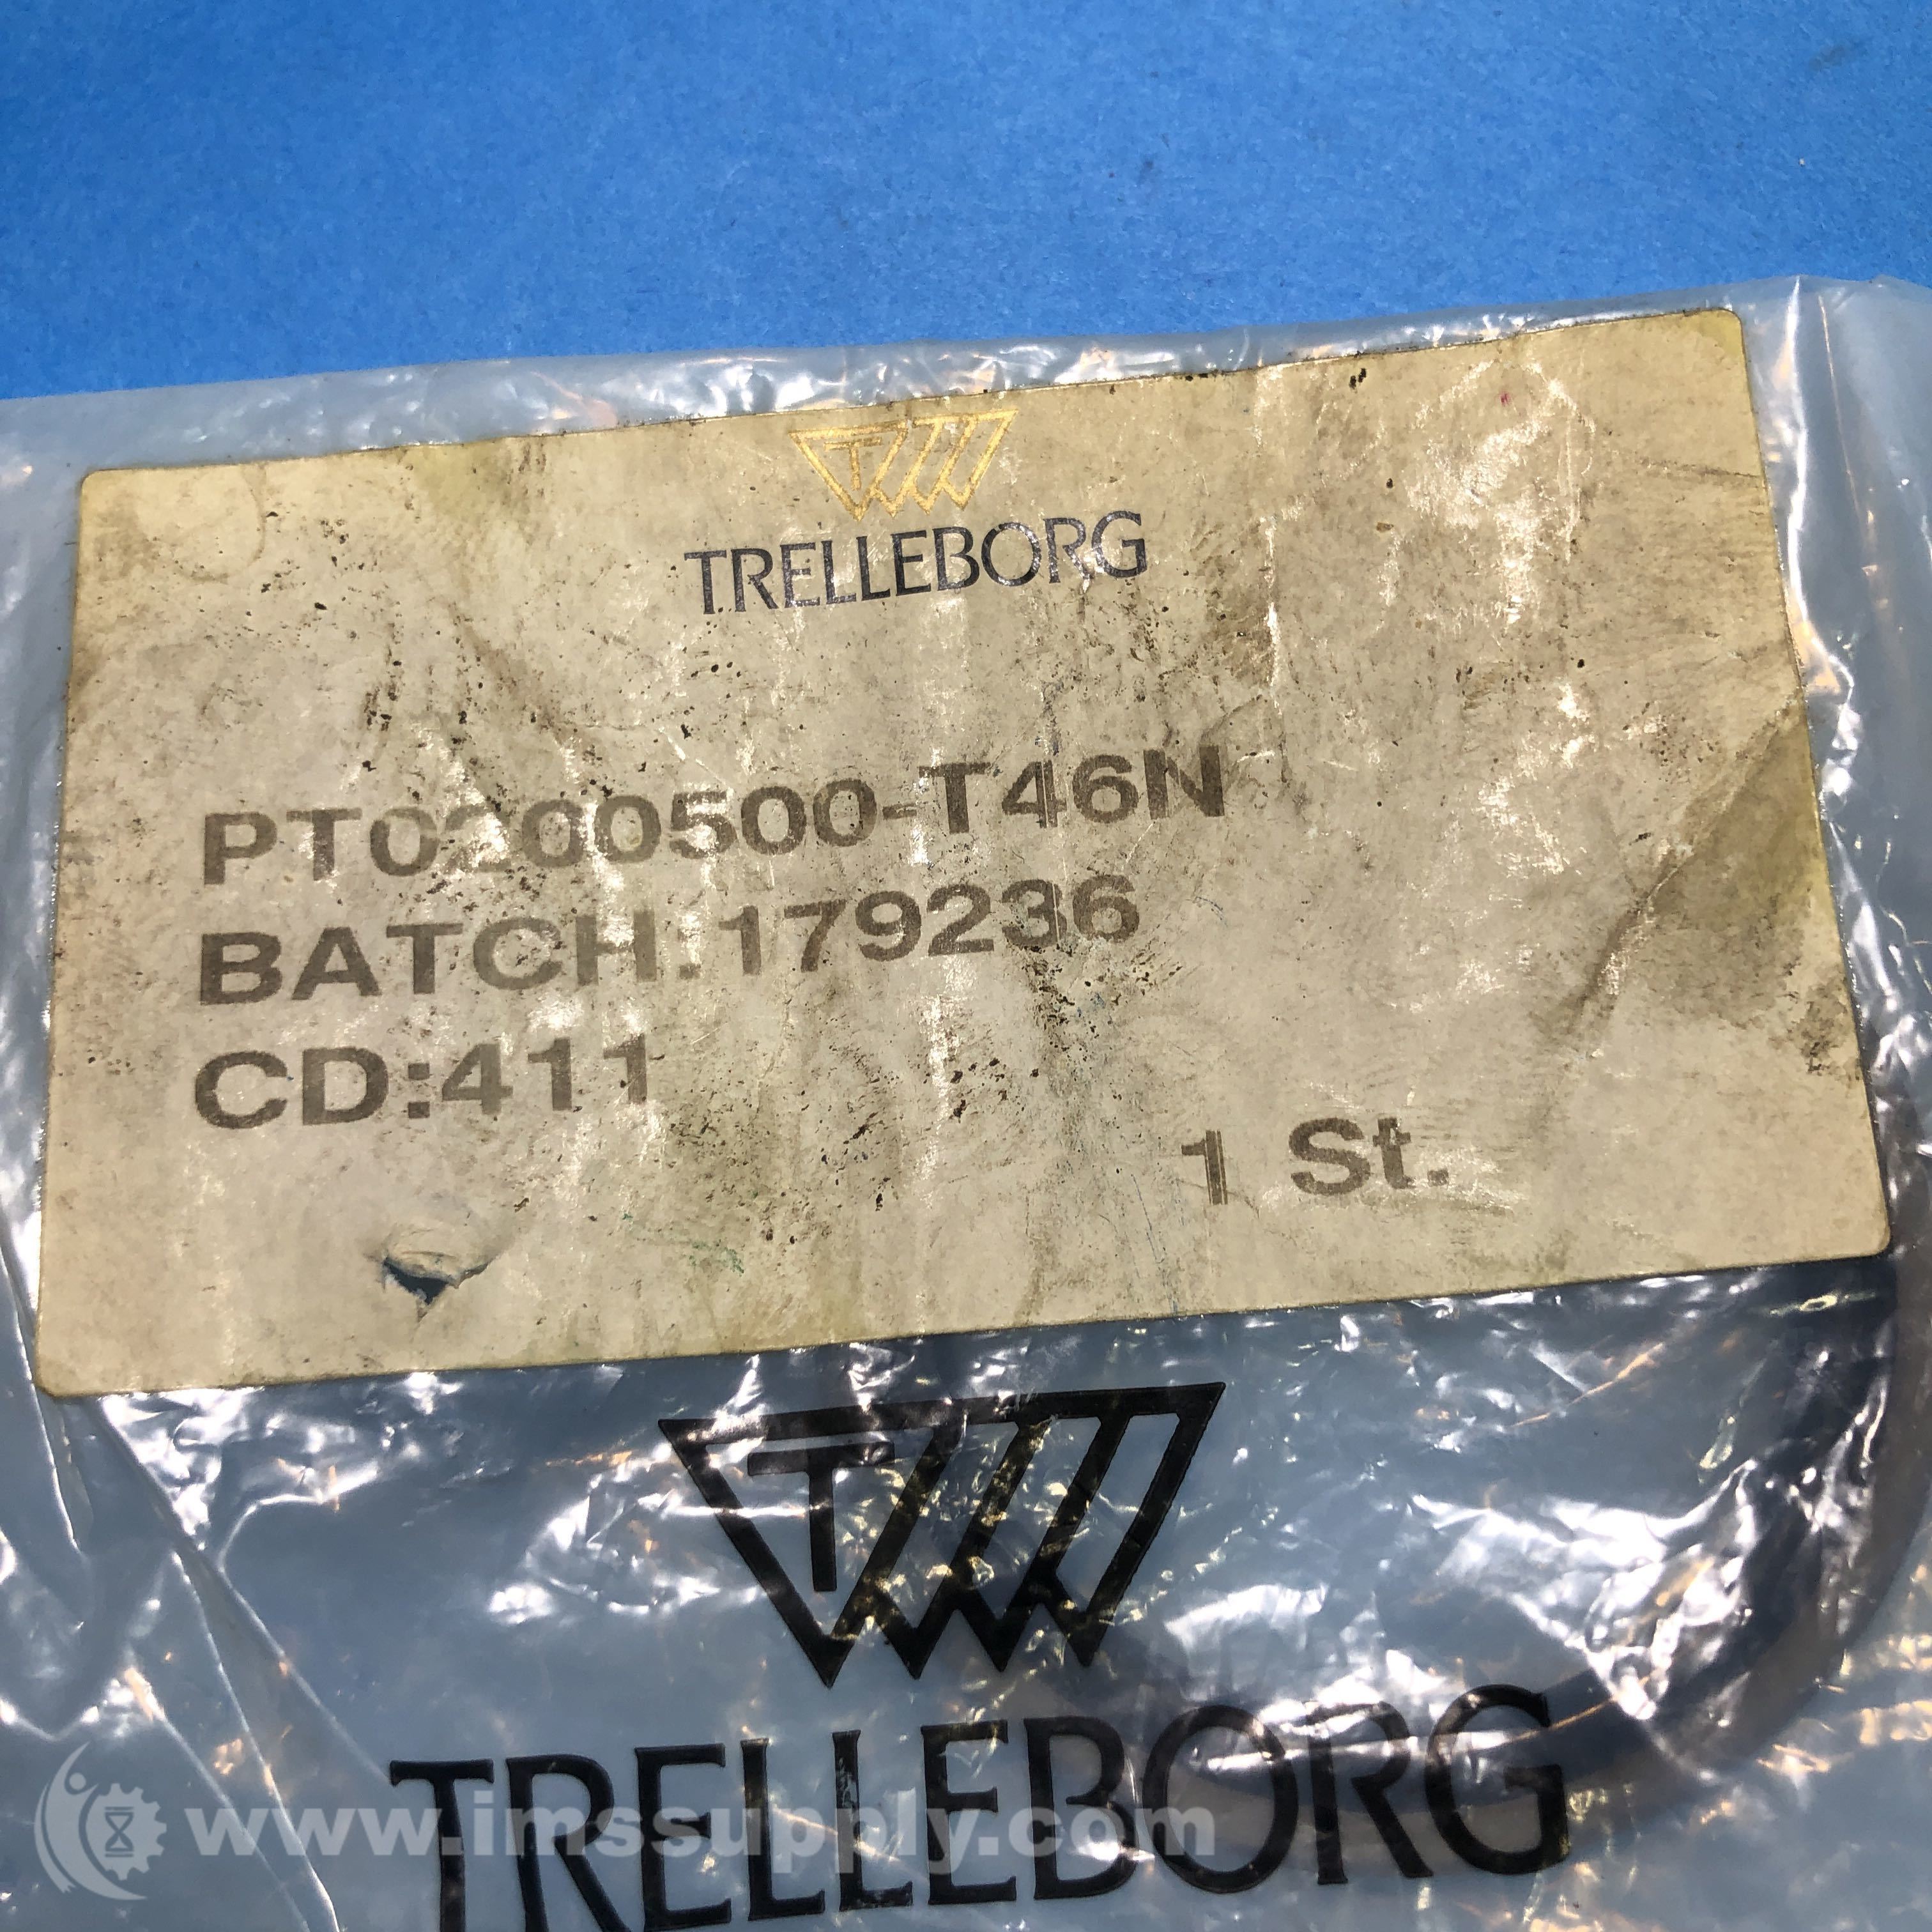 TRELLEBORG
PT0200500-T46N
BATCH:179236
CD:411
1 St.
TRELLEBORG
www.imssupply.com